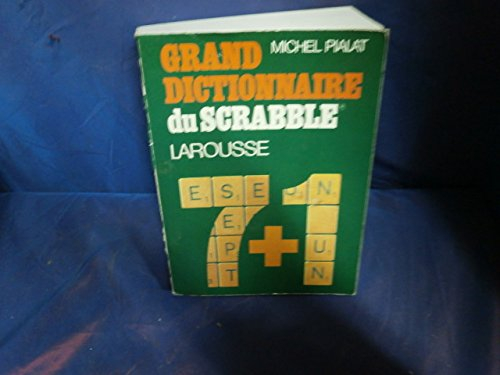 MICHEL PIALAT
GRAND
DICTIONNAIRE
du SCRABBLE®
LAROUSSE
E S E S N
7+1
E
P U
T N